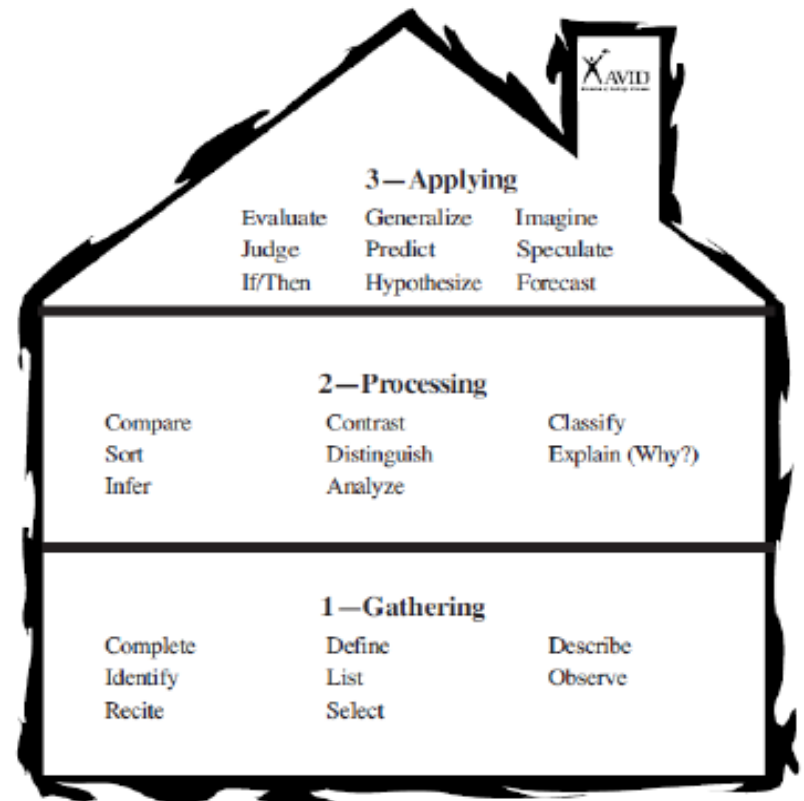 AVID
3—Applying
Evaluate Generalize Imagine
Judge Predict Speculate
If/Then Hypothesize Forecast
2—Processing
Compare Contrast Classify
Sort Distinguish Explain (Why?)
Infer Analyze
1—Gathering
Complete Define Describe
Identify List Observe
Recite Select